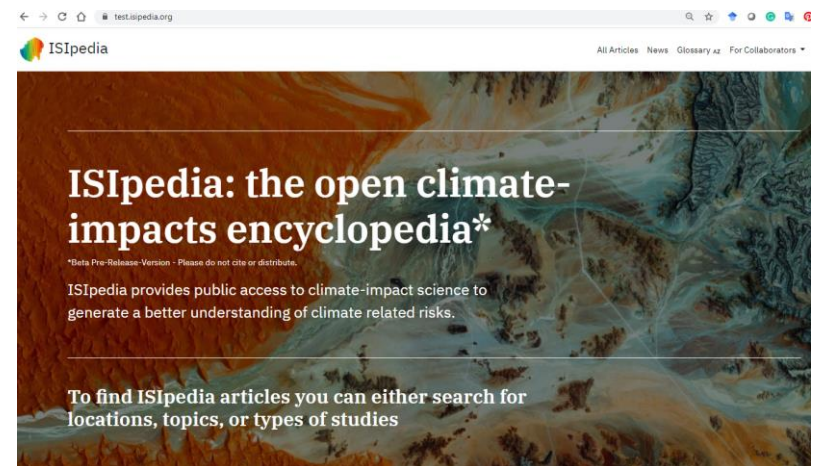 test.isipedia.org
ISIpedia
All Articles News Glossary AZ For Collaborators
ISIpedia: the open climate-
impacts encyclopedia*
*Beta Pre-Release-Version - Please do not cite or distribute.
ISIpedia provides public access to climate-impact science to
generate a better understanding of climate related risks.
To find ISIpedia articles you can either search for
locations, topics, or types of studies